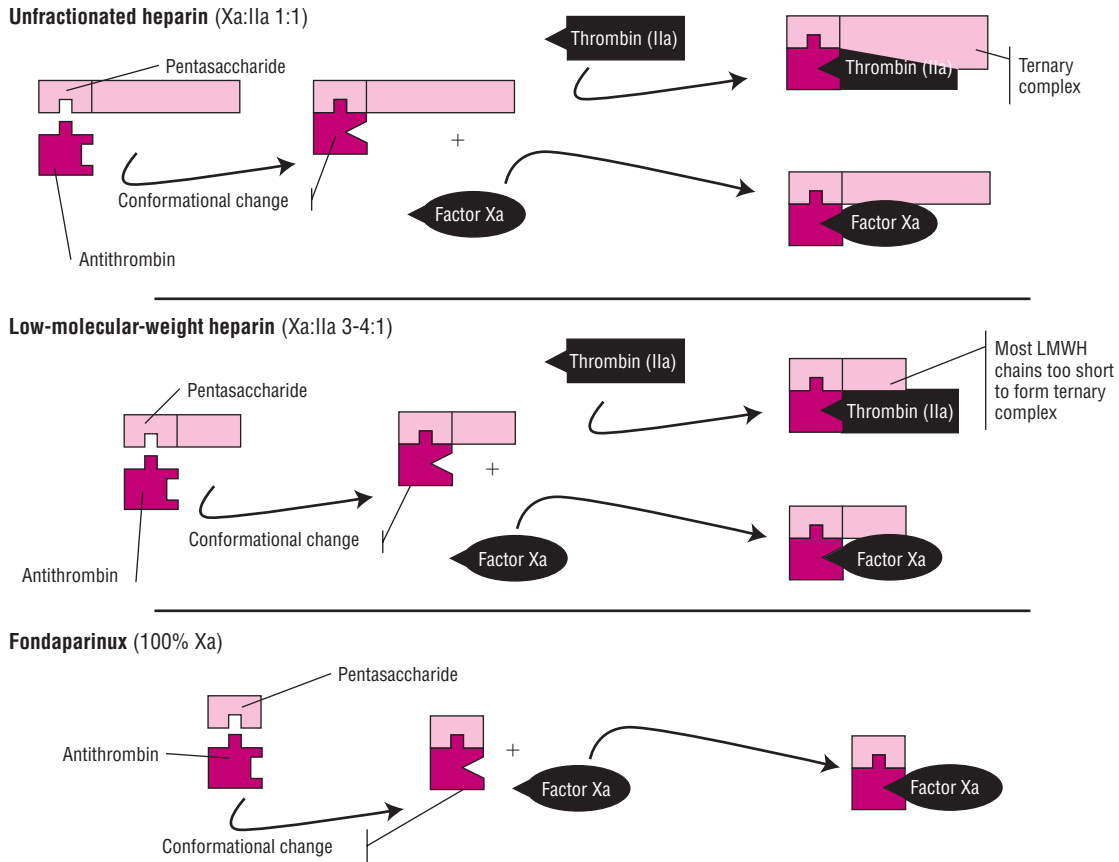 Unfractionated heparin (Xa:IIa 1:1)
Pentasaccharide
Thrombin (IIa)
Thrombin (IIa)
Ternary
complex
+
Conformational change
Factor Xa
Factor Xa
Antithrombin
Low-molecular-weight heparin (Xa:IIa 3-4:1)
Pentasaccharide
Thrombin (IIa)
Thrombin (IIa)
Most LMWH
chains too short
to form ternary
complex
+
Conformational change
Factor Xa
Factor Xa
Antithrombin
Fondaparinux (100% Xa)
Pentasaccharide
Antithrombin
+
Factor Xa
Factor Xa
Conformational change